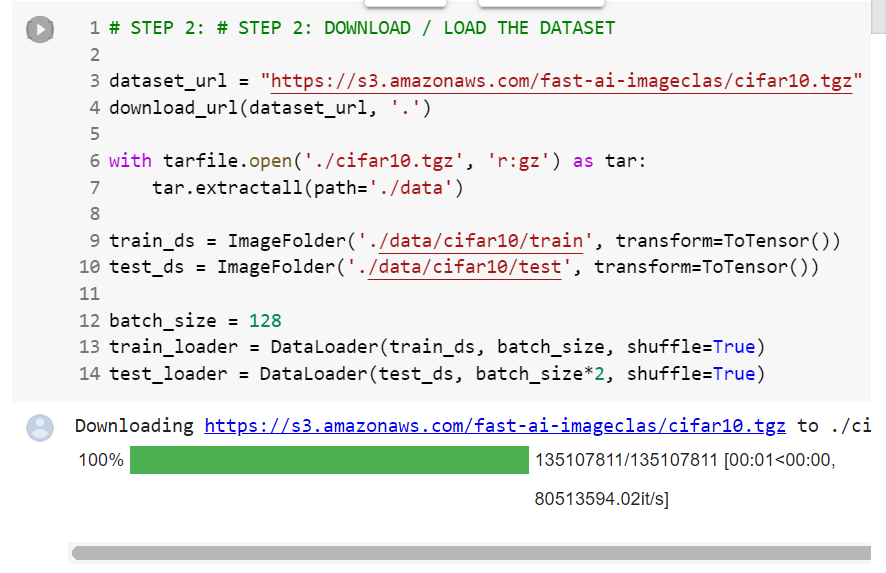 1 # STEP 2: # STEP 2: DOWNLOAD / LOAD THE DATASET
2
3 dataset_url = "https://s3.amazonaws.com/fast-ai-imageclas/cifar10.tgz"
4 download_url(dataset_url, '.')
5
6 with tarfile.open('./cifar10.tgz', 'r:gz') as tar:
7     tar.extractall(path='./data')
8
9 train_ds = ImageFolder('./data/cifar10/train', transform=ToTensor())
10 test_ds = ImageFolder('./data/cifar10/test', transform=ToTensor())
11
12 batch_size = 128
13 train_loader = DataLoader(train_ds, batch_size, shuffle=True)
14 test_loader = DataLoader(test_ds, batch_size*2, shuffle=True)
Downloading https://s3.amazonaws.com/fast-ai-imageclas/cifar10.tgz to ./ci
100% 135107811/135107811 [00:01<00:00,
80513594.02it/s]